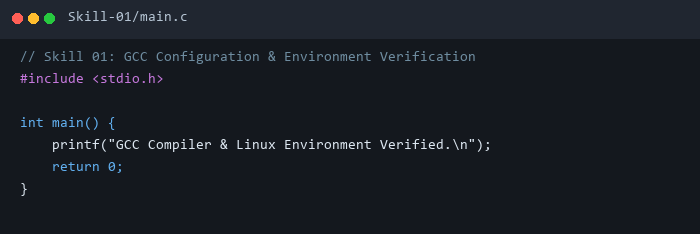 Skill-01/main.c
// Skill 01: GCC Configuration & Environment Verification
#include <stdio.h>
int main() {
    printf("GCC Compiler & Linux Environment Verified.\n");
    return 0;
}